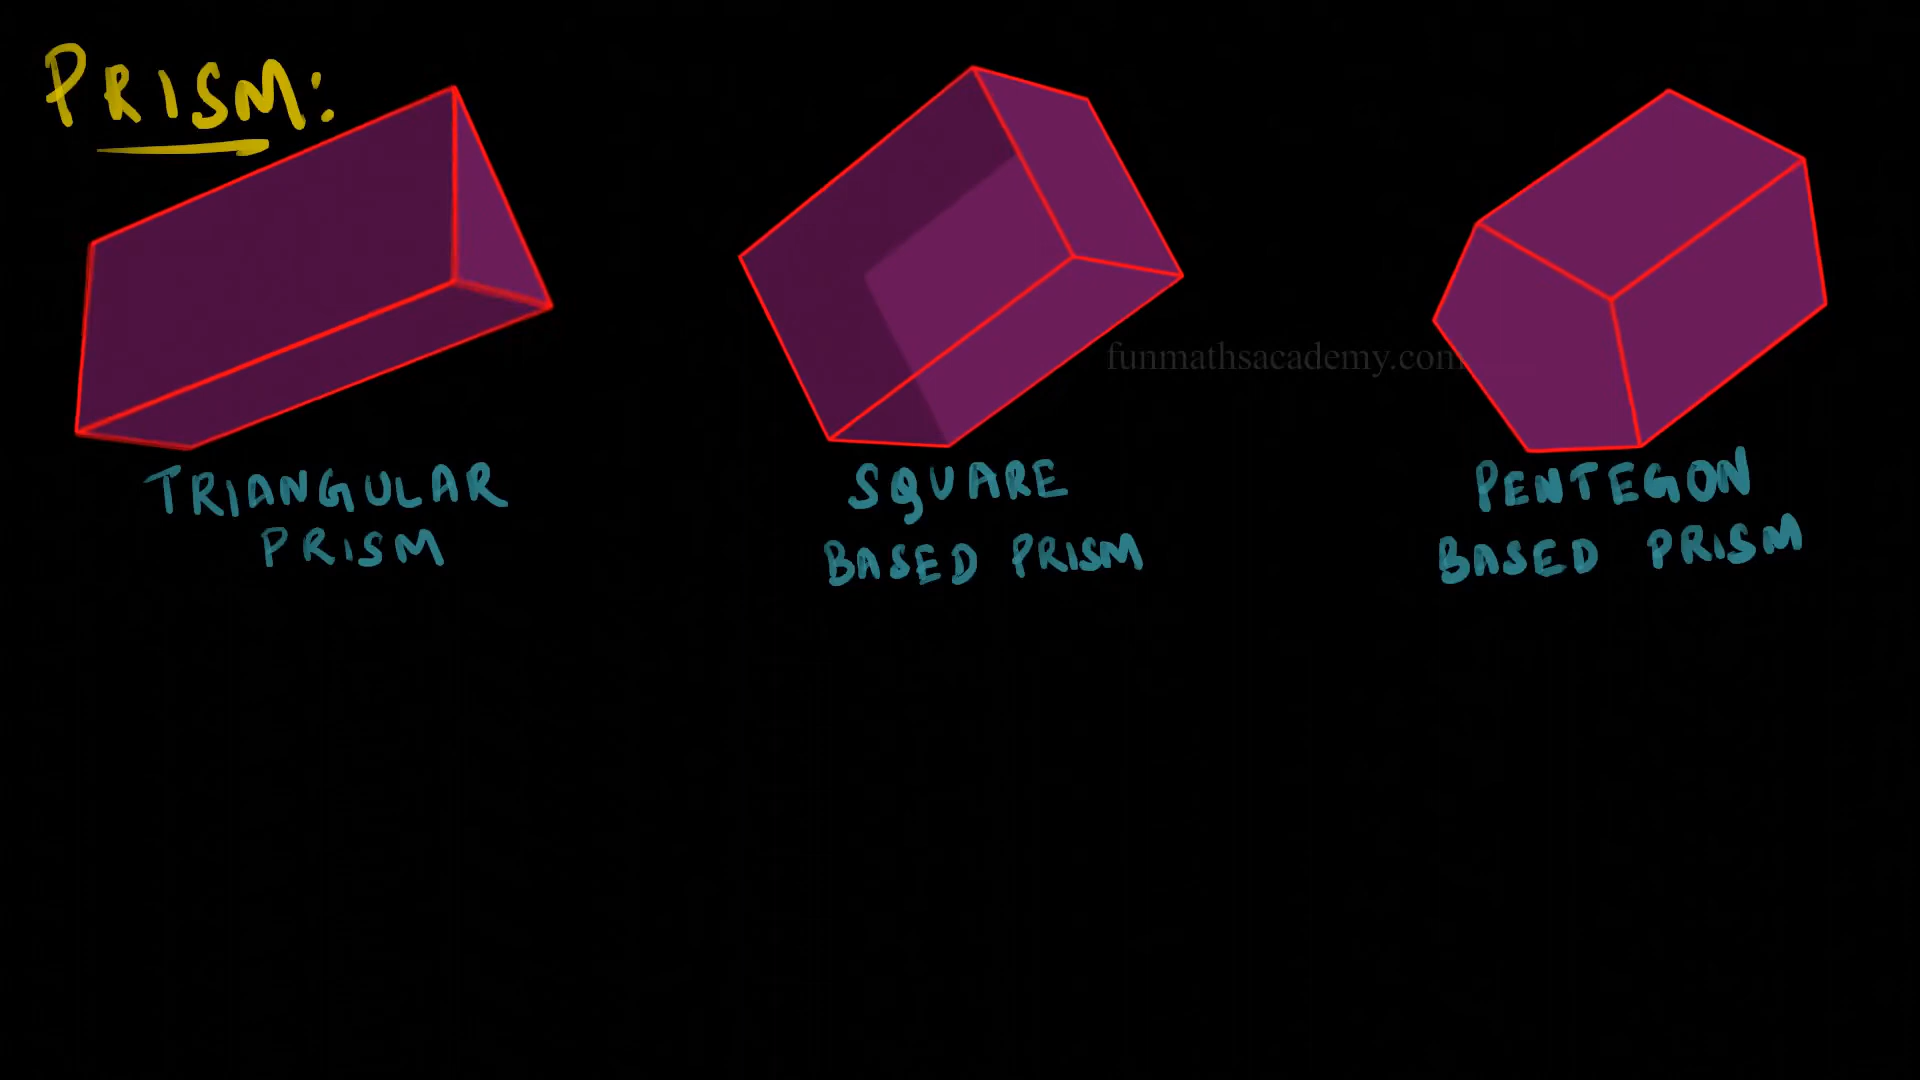 PRISM:
funmathsacademy.com
TRIANGULAR
PRISM
SQUARE
BASED PRISM
PENTEGON
BASED PRISM